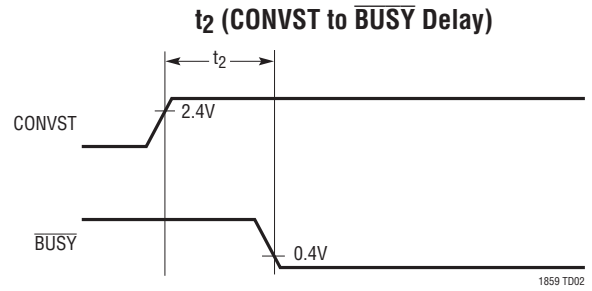 t2 (CONVST to BUSY Delay)
t2
CONVST
2.4V
BUSY
0.4V
1859 TD02